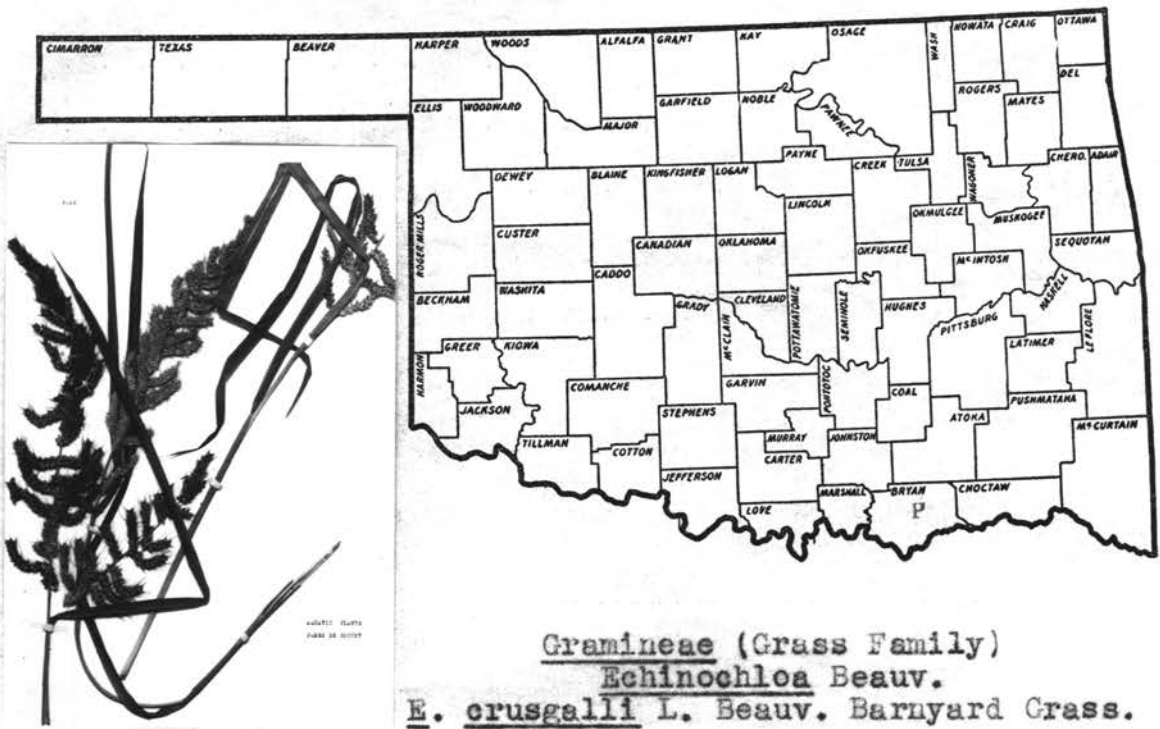 CIMARRON TEXAS BEAVER HARPER WOODS ALFALFA GRANT KAY OSAGE WASH NOWATA CRAIG OTTAWA
DEL
ELLIS WOODWARD GARFIELD NOBLE PAWNEE ROGERS MAYES
MAJOR
PAYNE CREEK TULSA CHERO. ADAIR
DEWEY BLAINE KINGFISHER LOGAN WAGONER
LINCOLN
ROGER MILLS CUSTER CANADIAN OKLAHOMA OKMULGEE MUSKOGEE
OKFUSKEE SEQUOYAH
CADDO McINTOSH
BECKHAM WASHITA GRADY CLEVELAND POTTAWATOMIE SEMINOLE HUGHES HASKELL
McCLAIN PITTSBURG LE FLORE
GREER KIOWA LATIMER
HARMON COMANCHE GARVIN PONTOTOC COAL
JACKSON STEPHENS ATOKA PUSHMATAHA
TILLMAN COTTON MURRAY JOHNSTON McCURTAIN
CARTER
JEFFERSON MARSHALL BRYAN CHOCTAW
LOVE P
AQUATIC PLANTS
Gramineae (Grass Family)
Echinochloa Beauv.
E. crusgalli L. Beauv. Barnyard Grass.